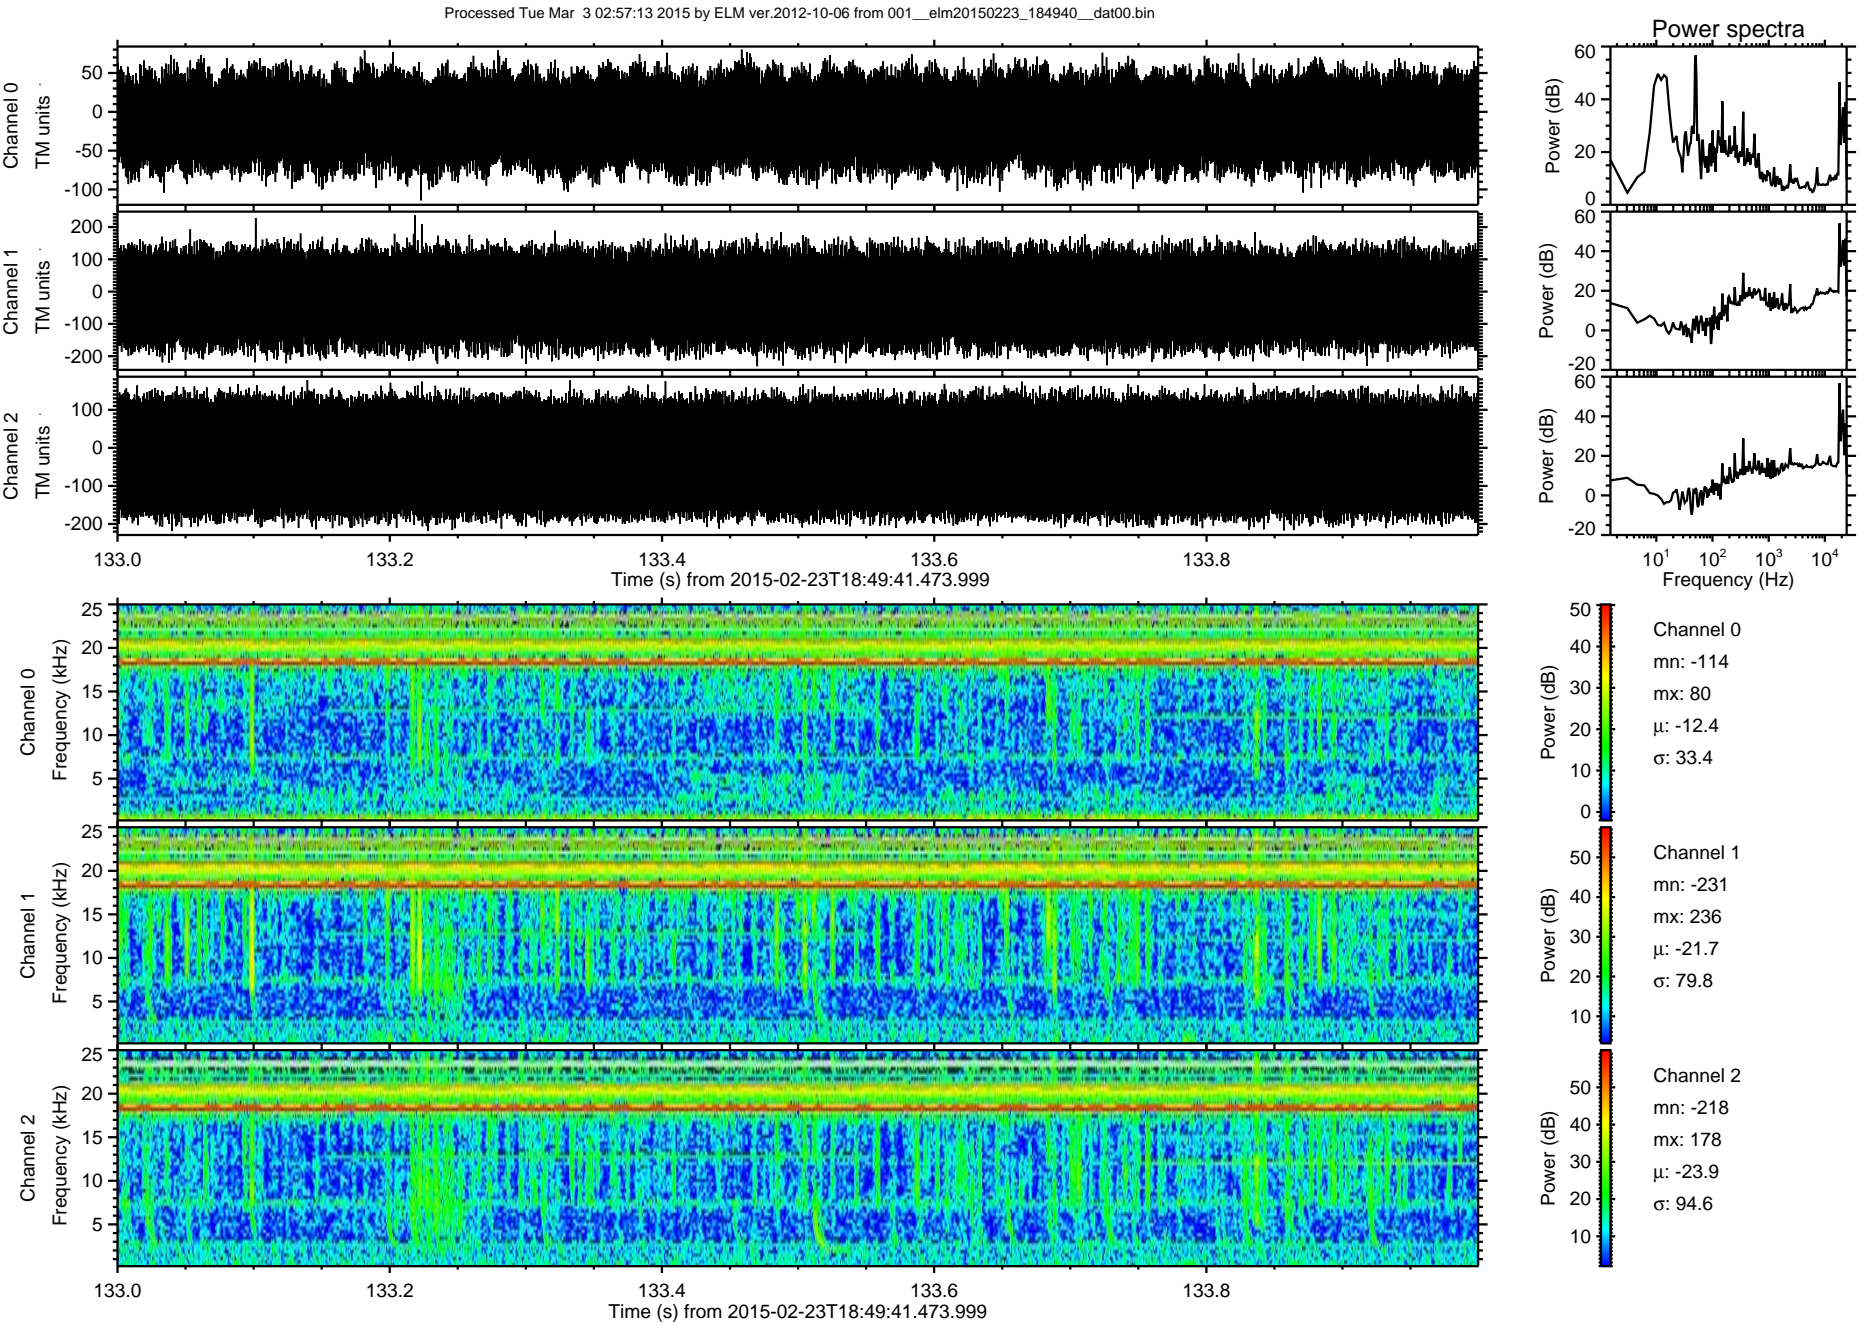 Processed Tue Mar  3 02:57:13 2015 by ELM ver.2012-10-06 from 001__elm20150223_184940__dat00.bin
Power spectra
Channel 0
TM units
50
0
-50
-100
Power (dB)
60
40
20
0
Channel 1
TM units
200
100
0
-100
-200
Power (dB)
60
40
20
0
-20
Channel 2
TM units
100
0
-100
-200
Power (dB)
60
40
20
0
-20
133.0 133.2 133.4 133.6 133.8
Time (s) from 2015-02-23T18:49:41.473.999
10¹ 10² 10³ 10⁴
Frequency (Hz)
Channel 0
Frequency (kHz)
25
20
15
10
5
Power (dB)
50
40
30
20
10
0
Channel 0
mn: -114
mx: 80
μ: -12.4
σ: 33.4
Channel 1
Frequency (kHz)
25
20
15
10
5
Power (dB)
50
40
30
20
10
Channel 1
mn: -231
mx: 236
μ: -21.7
σ: 79.8
Channel 2
Frequency (kHz)
25
20
15
10
5
Power (dB)
50
40
30
20
10
Channel 2
mn: -218
mx: 178
μ: -23.9
σ: 94.6
133.0 133.2 133.4 133.6 133.8
Time (s) from 2015-02-23T18:49:41.473.999